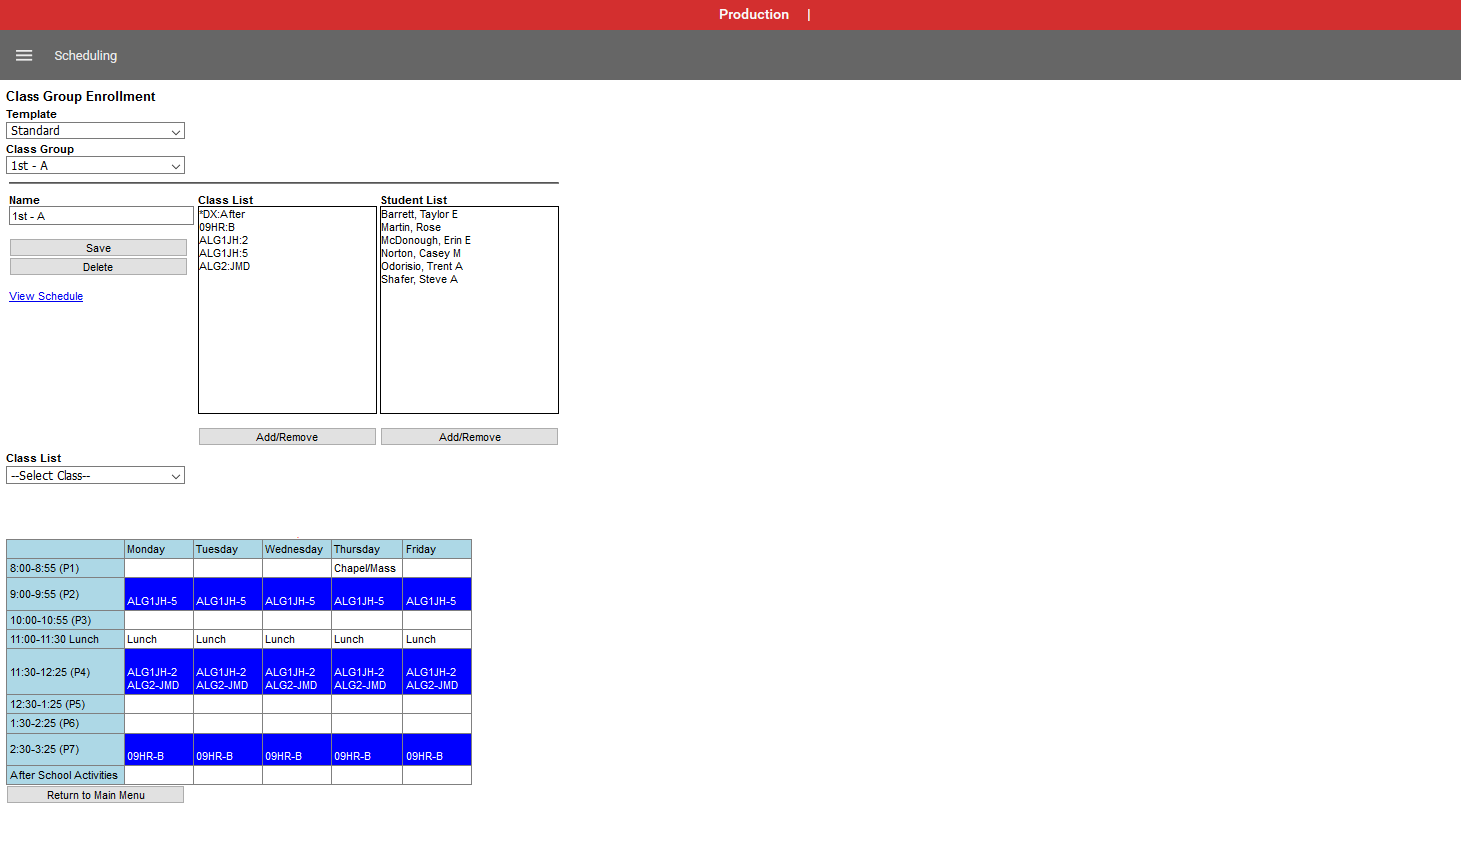 Production |
Scheduling
Class Group Enrollment
Template
Standard
Class Group
1st - A
Name
1st - A
Save
Delete
View Schedule
Class List
*DX:After
09HR:B
ALG1JH:2
ALG1JH:5
ALG2:JMD
Add/Remove
Student List
Barrett, Taylor E
Martin, Rose
McDonough, Erin E
Norton, Casey M
Odorisio, Trent A
Shafer, Steve A
Add/Remove
Class List
--Select Class--
Monday Tuesday Wednesday Thursday Friday
8:00-8:55 (P1) Chapel/Mass
9:00-9:55 (P2) ALG1JH-5 ALG1JH-5 ALG1JH-5 ALG1JH-5 ALG1JH-5
10:00-10:55 (P3)
11:00-11:30 Lunch Lunch Lunch Lunch Lunch Lunch
11:30-12:25 (P4) ALG1JH-2 ALG1JH-2 ALG1JH-2 ALG1JH-2 ALG1JH-2
ALG2-JMD ALG2-JMD ALG2-JMD ALG2-JMD ALG2-JMD
12:30-1:25 (P5)
1:30-2:25 (P6)
2:30-3:25 (P7) 09HR-B 09HR-B 09HR-B 09HR-B 09HR-B
After School Activities
Return to Main Menu